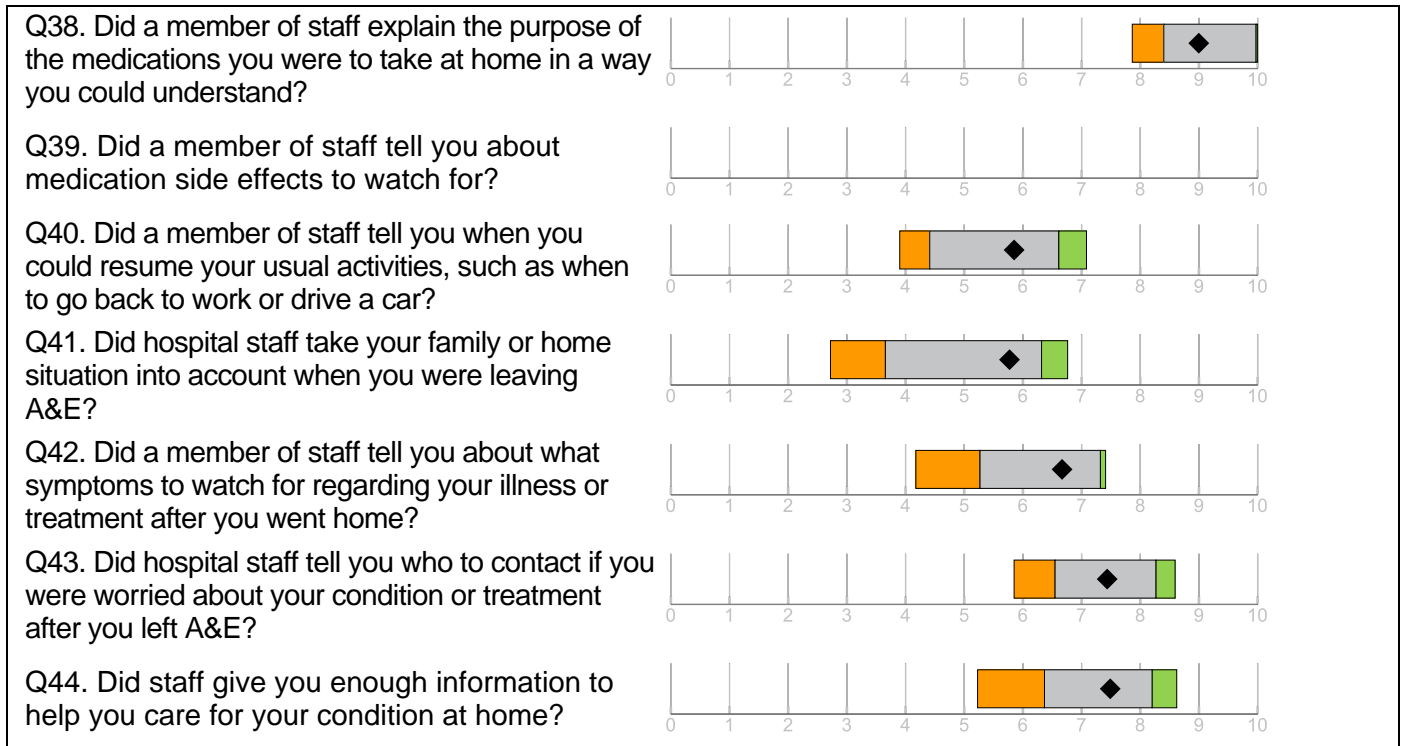 Q38. Did a member of staff explain the purpose of
the medications you were to take at home in a way
you could understand?
0 1 2 3 4 5 6 7 8 9 10
Q39. Did a member of staff tell you about
medication side effects to watch for?
0 1 2 3 4 5 6 7 8 9 10
Q40. Did a member of staff tell you when you
could resume your usual activities, such as when
to go back to work or drive a car?
0 1 2 3 4 5 6 7 8 9 10
Q41. Did hospital staff take your family or home
situation into account when you were leaving
A&E?
0 1 2 3 4 5 6 7 8 9 10
Q42. Did a member of staff tell you about what
symptoms to watch for regarding your illness or
treatment after you went home?
0 1 2 3 4 5 6 7 8 9 10
Q43. Did hospital staff tell you who to contact if you
were worried about your condition or treatment
after you left A&E?
0 1 2 3 4 5 6 7 8 9 10
Q44. Did staff give you enough information to
help you care for your condition at home?
0 1 2 3 4 5 6 7 8 9 10